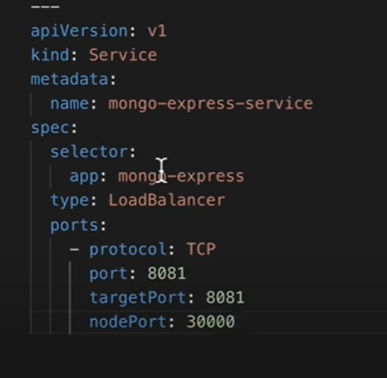 ---
apiVersion: v1
kind: Service
metadata:
  name: mongo-express-service
spec:
  selector:
    app: mongo-express
  type: LoadBalancer
  ports:
    - protocol: TCP
      port: 8081
      targetPort: 8081
      nodePort: 30000